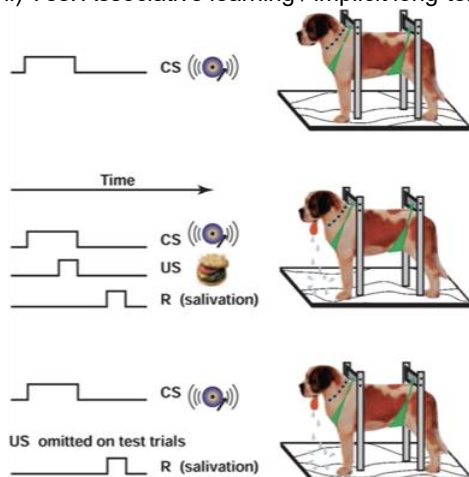 CS
Time
CS
US
R (salivation)
CS
US omitted on test trials
R (salivation)